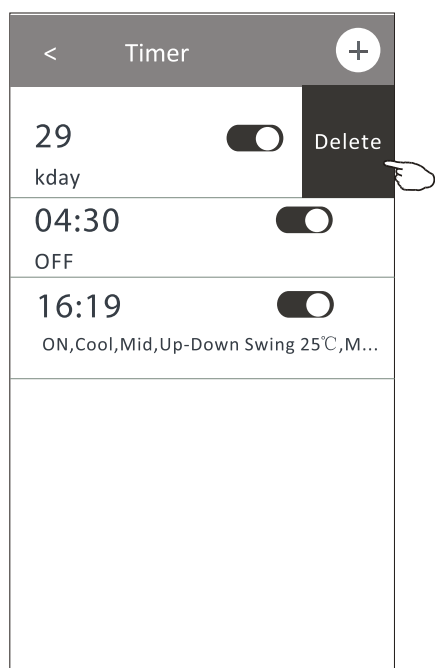 < Timer +
29
kday
Delete
04:30
OFF
16:19
ON,Cool,Mid,Up-Down Swing 25℃,M...